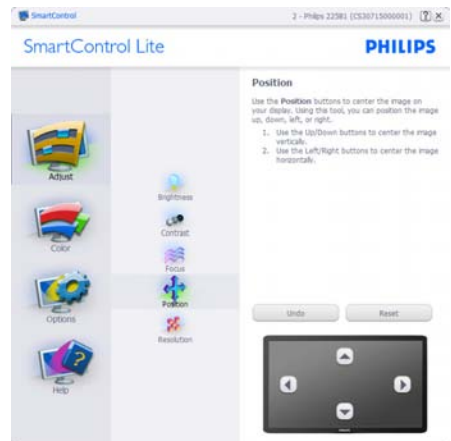 SmartControl
2 - Philips 225B1 (CS30715000001)
SmartControl Lite
PHILIPS
Adjust
Color
Options
Help
Brightness
Contrast
Focus
Position
Resolution
Position
Use the Position buttons to center the image on
your display. Using the tool, you can position the image
up, down, left, or right.
1. Use the Up/Down buttons to center the image
vertically.
2. Use the Left/Right buttons to center the image
horizontally.
Undo
Reset